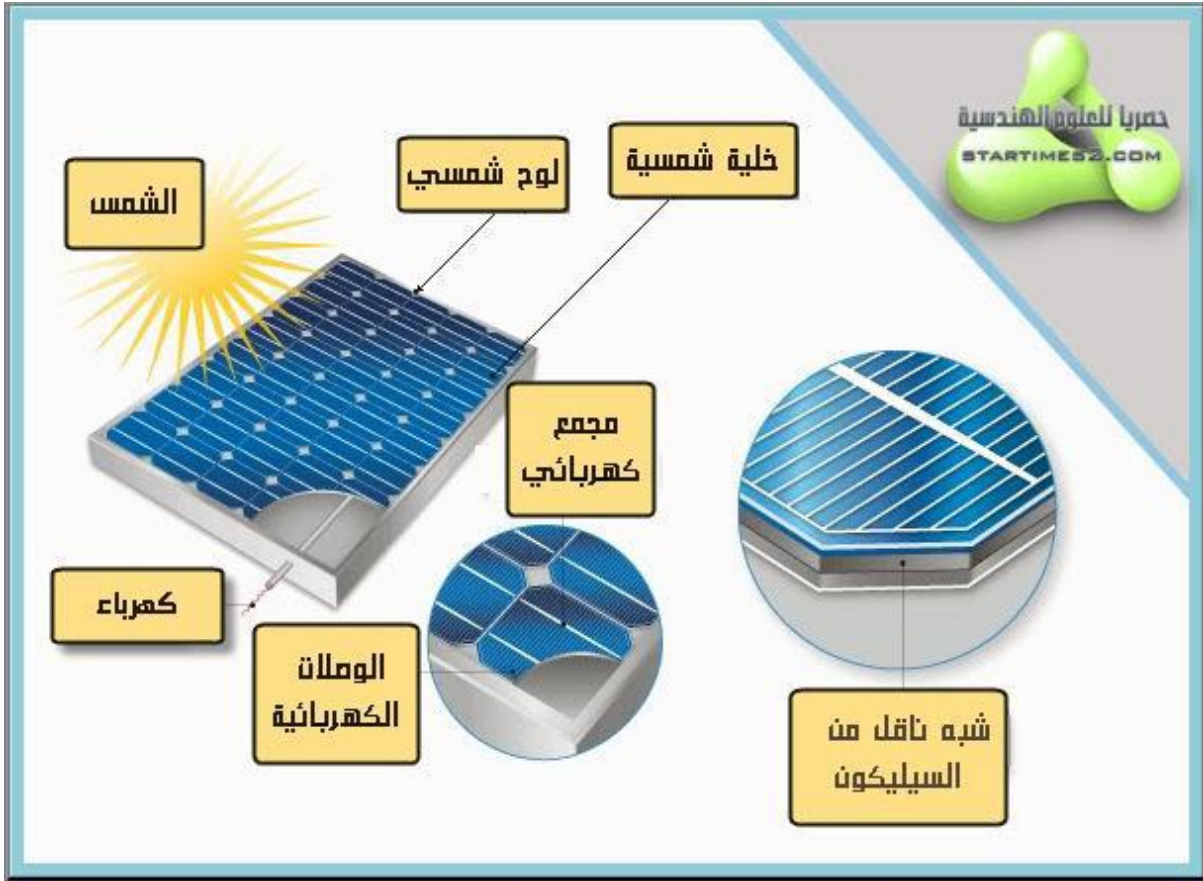 حصريا للعلوم الهندسية
STARTIMES2.COM
خلية شمسية
لوح شمسي
الشمس
مجمع
كهربائي
كهرباء
الوصلات
الكهربائية
شبه ناقل من
السيليكون